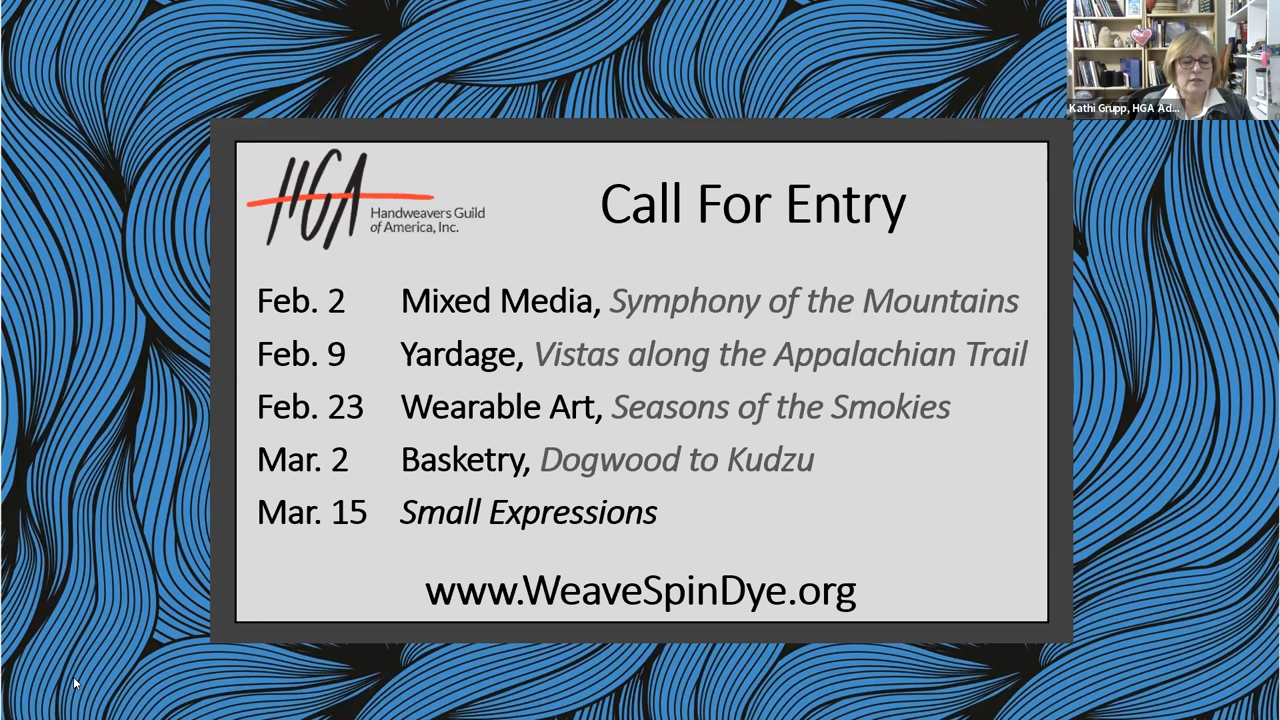 Kathi Grupp, HGA Ad...
HGA
Handweavers Guild
of America, Inc.
Call For Entry
Feb. 2 Mixed Media, Symphony of the Mountains
Feb. 9 Yardage, Vistas along the Appalachian Trail
Feb. 23 Wearable Art, Seasons of the Smokies
Mar. 2 Basketry, Dogwood to Kudzu
Mar. 15 Small Expressions
www.WeaveSpinDye.org